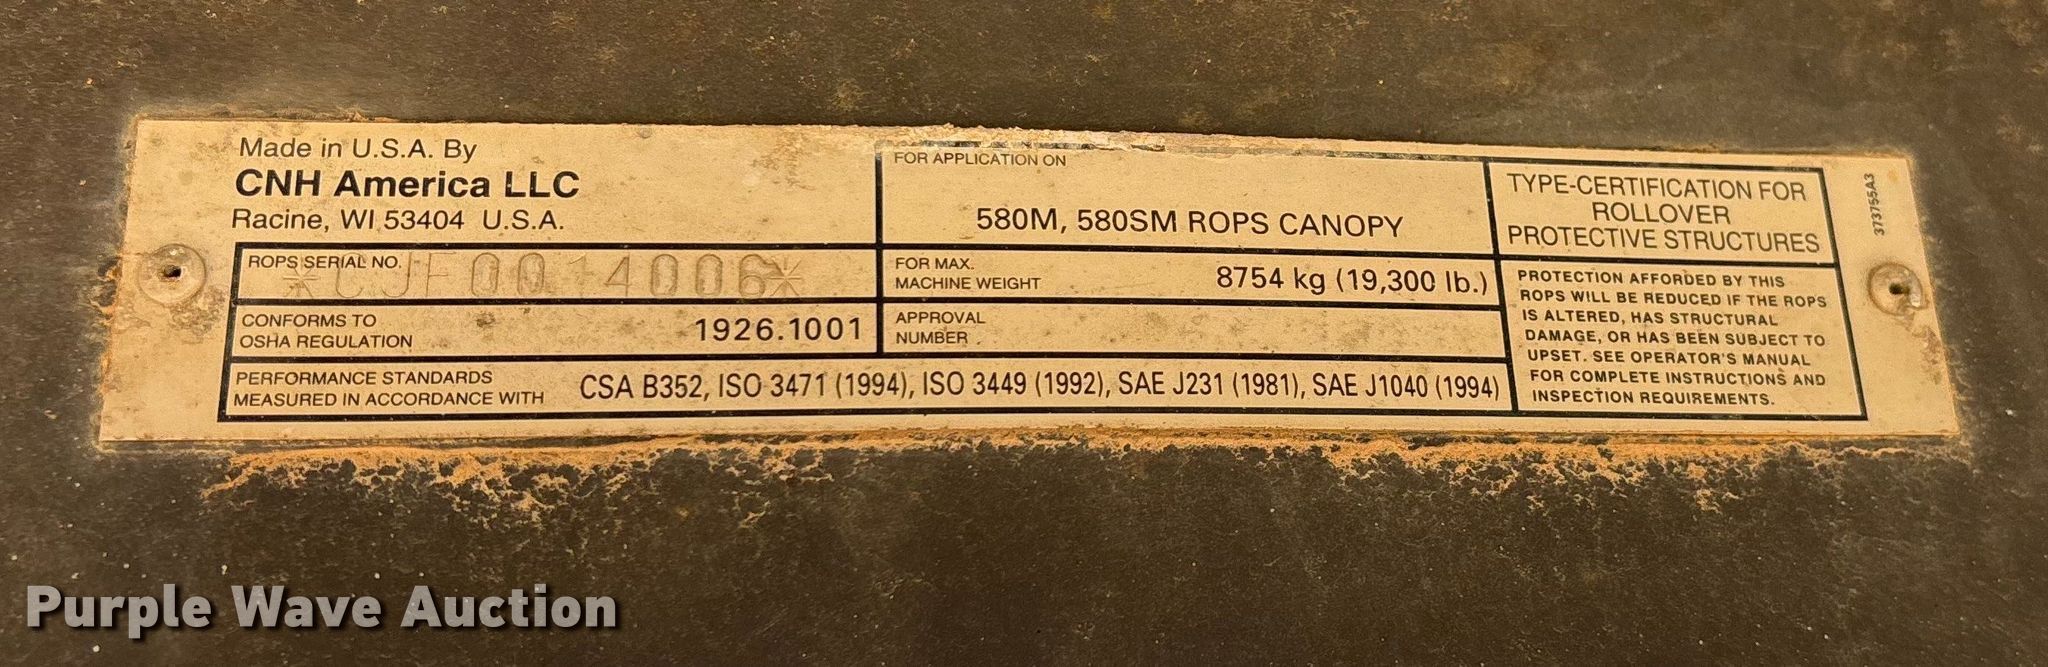 Made in U.S.A. By
CNH America LLC
Racine, WI 53404 U.S.A.
FOR APPLICATION ON
580M, 580SM ROPS CANOPY
TYPE-CERTIFICATION FOR
ROLLOVER
PROTECTIVE STRUCTURES
373755A3
ROPS SERIAL NO.
*CJF0014006*
FOR MAX.
MACHINE WEIGHT
8754 kg (19,300 lb.)
CONFORMS TO
OSHA REGULATION
1926.1001
APPROVAL
NUMBER
PERFORMANCE STANDARDS
MEASURED IN ACCORDANCE WITH
CSA B352, ISO 3471 (1994), ISO 3449 (1992), SAE J231 (1981), SAE J1040 (1994)
PROTECTION AFFORDED BY THIS
ROPS WILL BE REDUCED IF THE ROPS
IS ALTERED, HAS STRUCTURAL
DAMAGE, OR HAS BEEN SUBJECT TO
UPSET. SEE OPERATOR'S MANUAL
FOR COMPLETE INSTRUCTIONS AND
INSPECTION REQUIREMENTS.
Purple Wave Auction